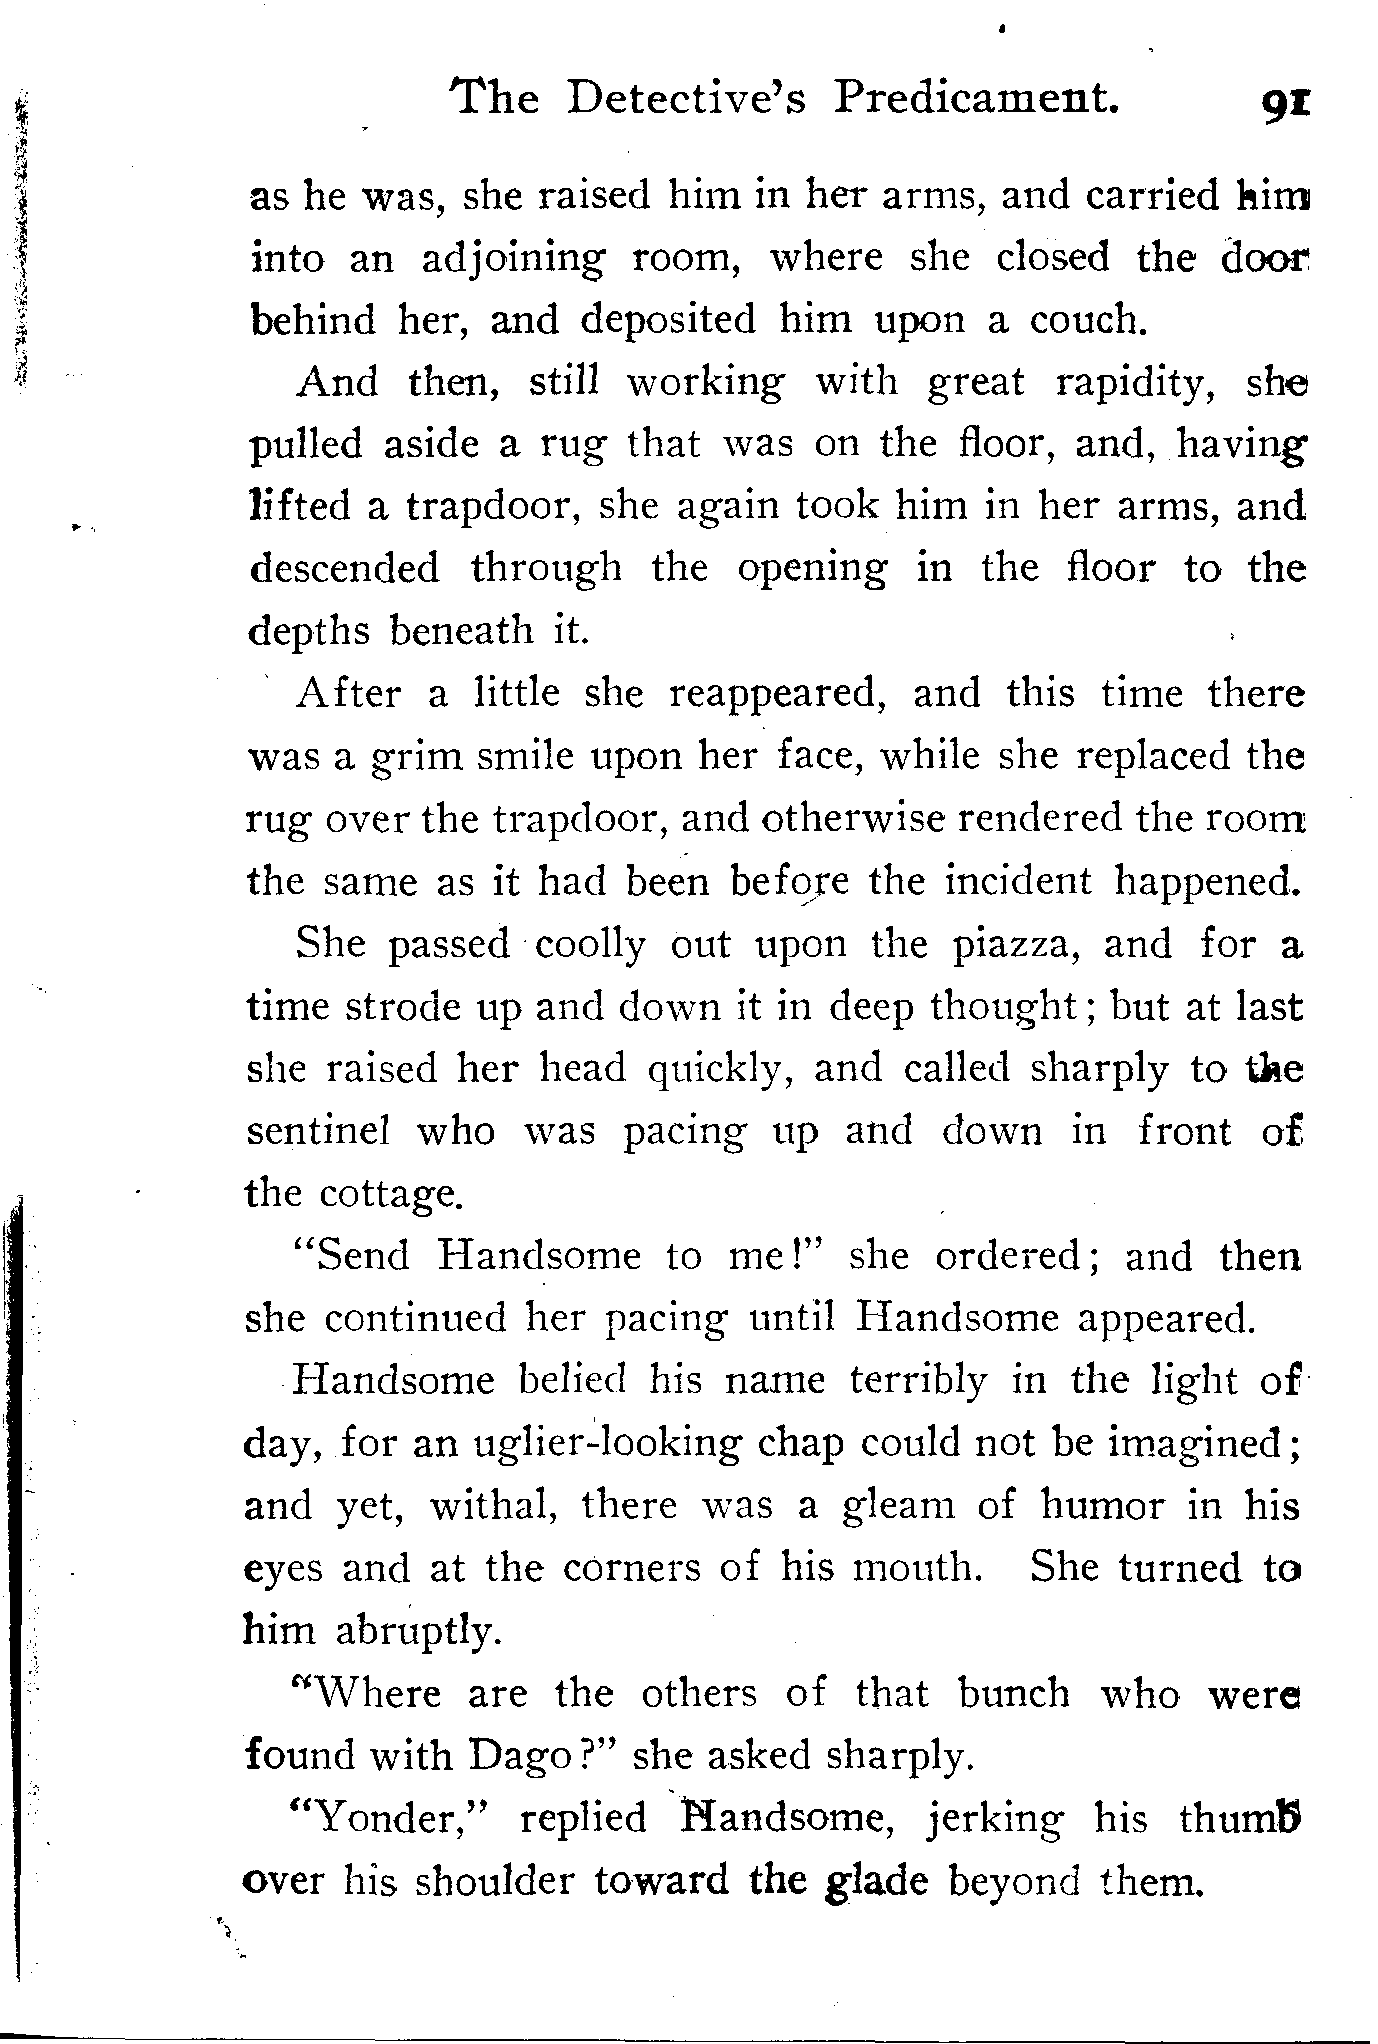 The Detective's Predicament. 91
as he was, she raised him in her arms, and carried him
into an adjoining room, where she closed the door
behind her, and deposited him upon a couch.
And then, still working with great rapidity, she
pulled aside a rug that was on the floor, and, having
lifted a trapdoor, she again took him in her arms, and
descended through the opening in the floor to the
depths beneath it.
After a little she reappeared, and this time there
was a grim smile upon her face, while she replaced the
rug over the trapdoor, and otherwise rendered the room
the same as it had been before the incident happened.
She passed coolly out upon the piazza, and for a
time strode up and down it in deep thought; but at last
she raised her head quickly, and called sharply to the
sentinel who was pacing up and down in front of
the cottage.
"Send Handsome to me!" she ordered; and then
she continued her pacing until Handsome appeared.
Handsome belied his name terribly in the light of
day, for an uglier-looking chap could not be imagined;
and yet, withal, there was a gleam of humor in his
eyes and at the corners of his mouth. She turned to
him abruptly.
"Where are the others of that bunch who were
found with Dago?" she asked sharply.
"Yonder," replied Handsome, jerking his thumb
over his shoulder toward the glade beyond them.